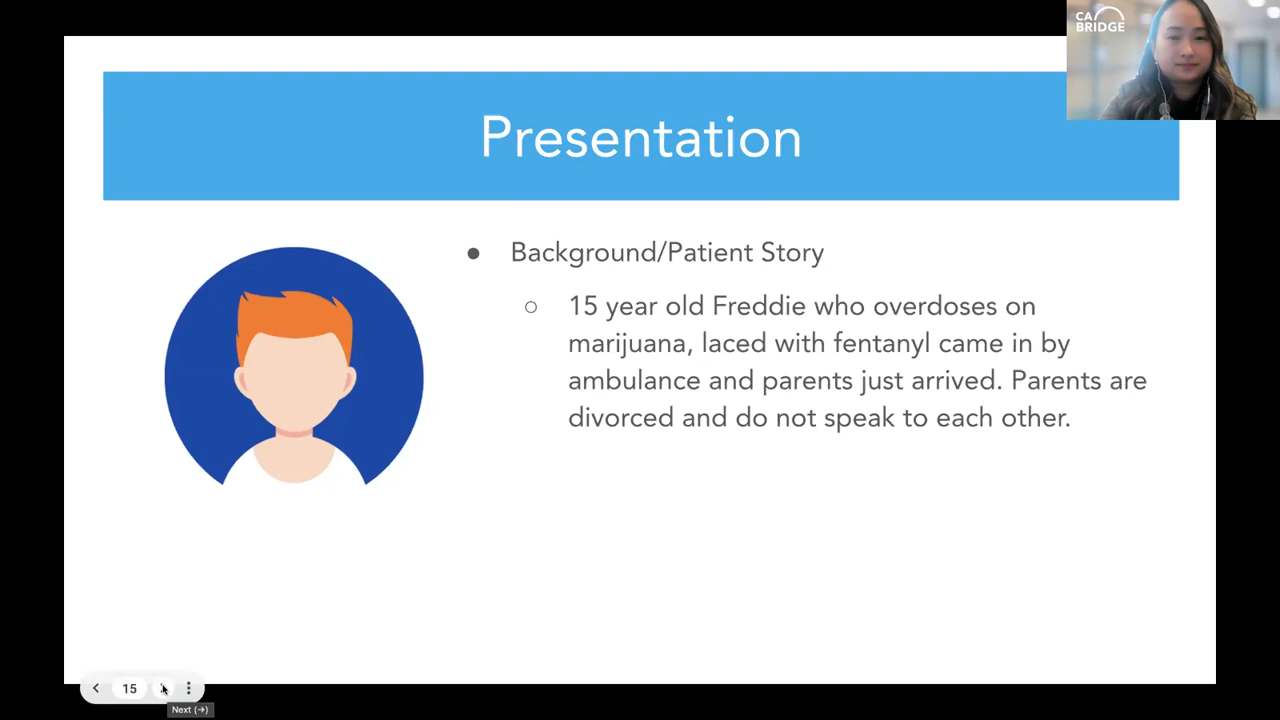 CA
BRIDGE
Presentation
● Background/Patient Story
○ 15 year old Freddie who overdoses on
marijuana, laced with fentanyl came in by
ambulance and parents just arrived. Parents are
divorced and do not speak to each other.
15
Next (→)